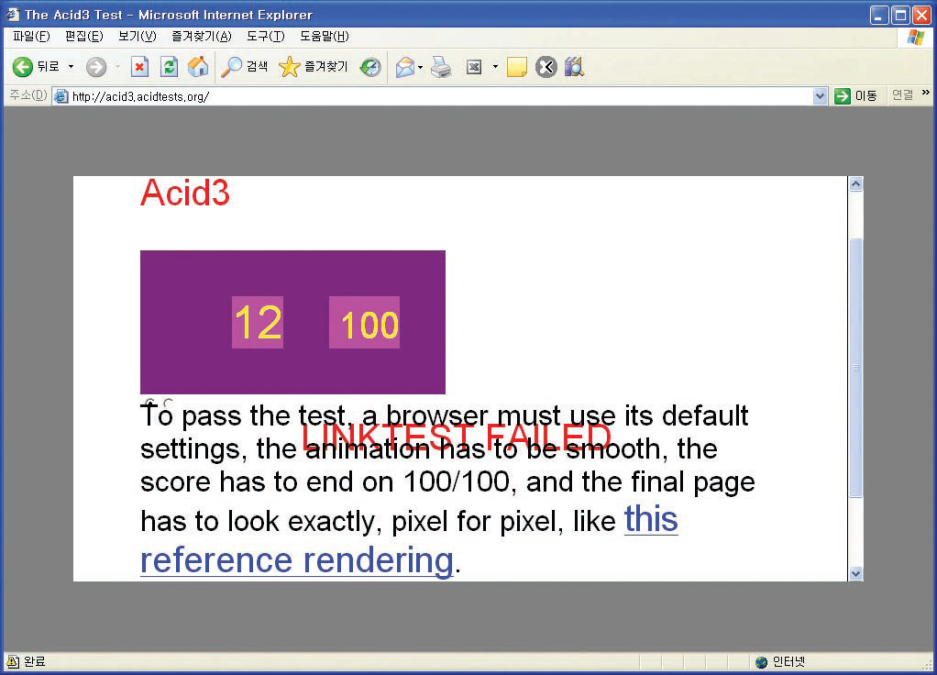 The Acid3 Test - Microsoft Internet Explorer
파일(F) 편집(E) 보기(V) 즐겨찾기(A) 도구(T) 도움말(H)
뒤로 검색 즐겨찾기
주소(D) http://acid3.acidtests.org/ 이동 연결 »
Acid3
12 100
To pass the test, a browser must use its default
LINKTEST FAILED
settings, the animation has to be smooth, the
score has to end on 100/100, and the final page
has to look exactly, pixel for pixel, like this
reference rendering.
완료 인터넷